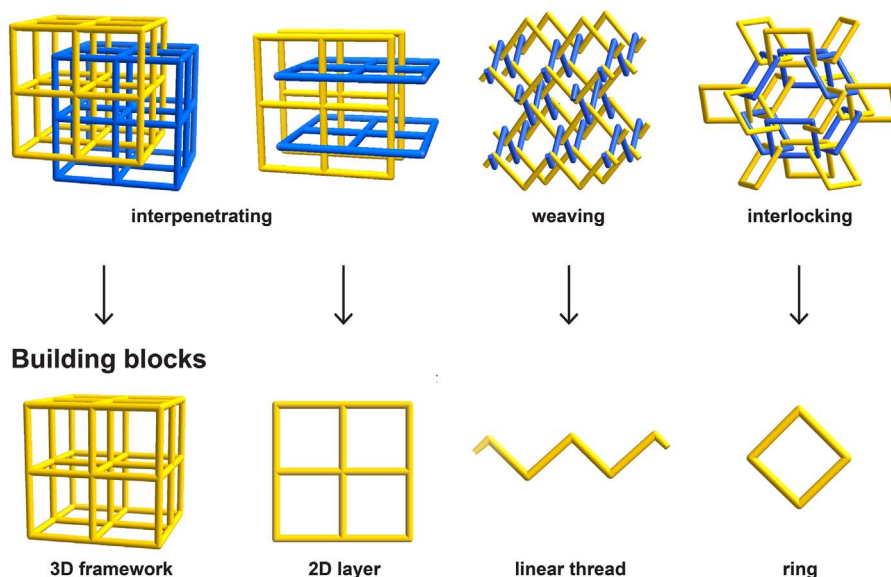 interpenetrating
weaving
interlocking
Building blocks
:
3D framework
2D layer
linear thread
ring